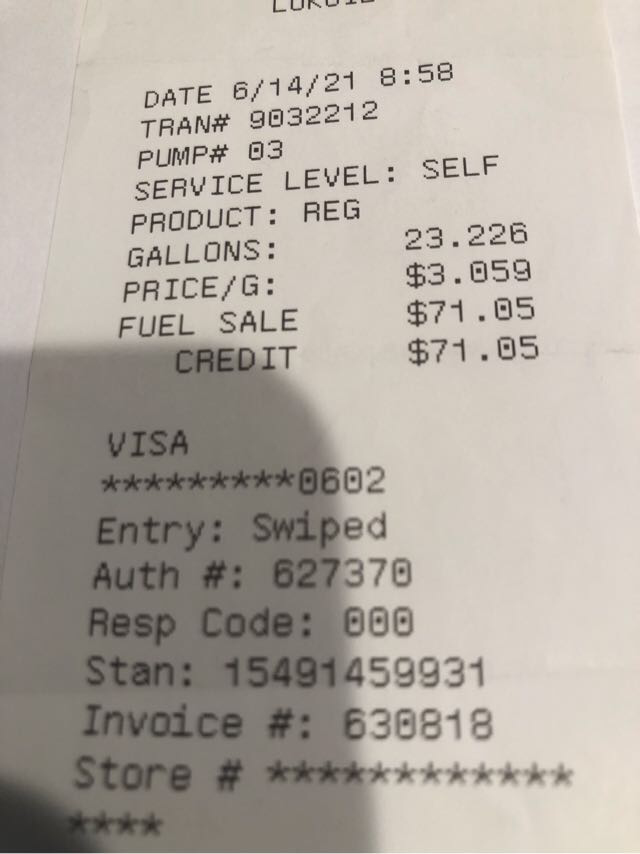 DATE 6/14/21 8:58
TRAN# 9032212
PUMP# 03
SERVICE LEVEL: SELF
PRODUCT: REG
GALLONS: 23.226
PRICE/G: $3.059
FUEL SALE $71.05
CREDIT $71.05
VISA
*********0602
Entry: Swiped
Auth #: 627370
Resp Code: 000
Stan: 15491459931
Invoice #: 630818
Store # ************
****